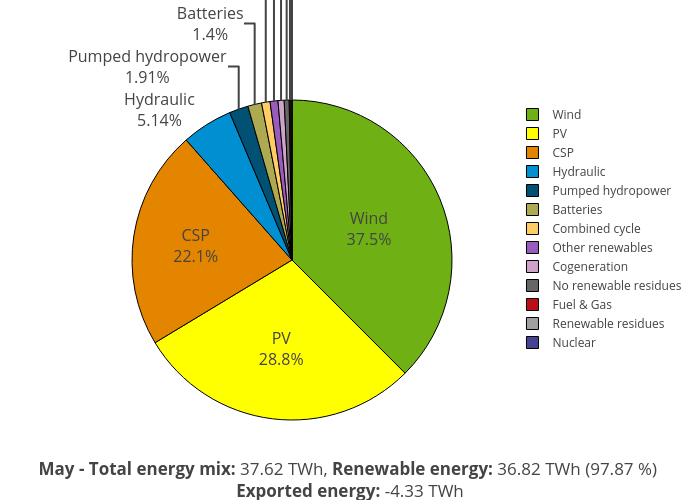 Batteries
1.4%
Pumped hydropower
1.91%
Hydraulic
5.14%
Wind
37.5%
CSP
22.1%
PV
28.8%
Wind
PV
CSP
Hydraulic
Pumped hydropower
Batteries
Combined cycle
Other renewables
Cogeneration
No renewable residues
Fuel & Gas
Renewable residues
Nuclear
May - Total energy mix: 37.62 TWh, Renewable energy: 36.82 TWh (97.87 %)
Exported energy: -4.33 TWh